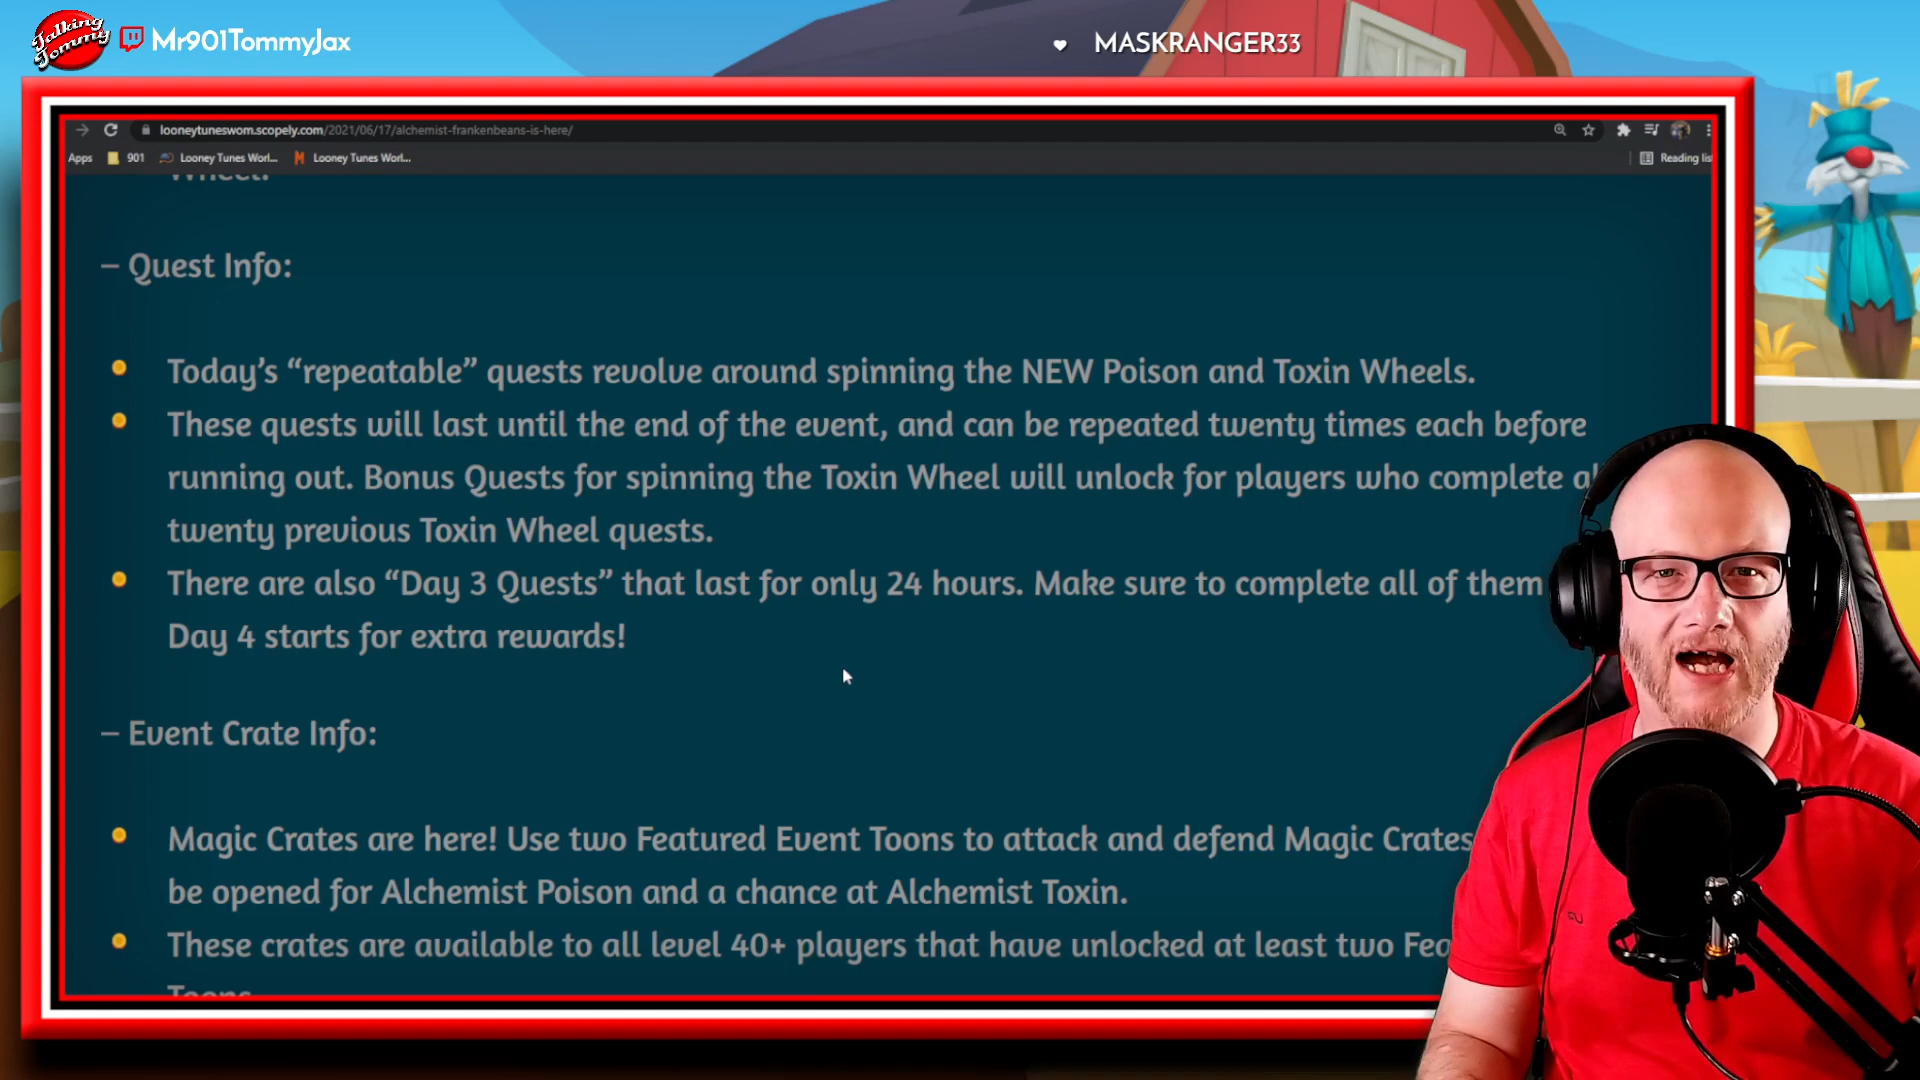 Talking Tommy
Mr901TommyJax
MASKRANGER33
looneytuneswom.scopely.com/2021/06/17/alchemist-frankenbeans-is-here/
Apps 901 Looney Tunes Worl... Looney Tunes Worl... Reading lis
Wheel.
– Quest Info:
Today’s “repeatable” quests revolve around spinning the NEW Poison and Toxin Wheels.
These quests will last until the end of the event, and can be repeated twenty times each before
running out. Bonus Quests for spinning the Toxin Wheel will unlock for players who complete al
twenty previous Toxin Wheel quests.
There are also “Day 3 Quests” that last for only 24 hours. Make sure to complete all of them
Day 4 starts for extra rewards!
– Event Crate Info:
Magic Crates are here! Use two Featured Event Toons to attack and defend Magic Crates
be opened for Alchemist Poison and a chance at Alchemist Toxin.
These crates are available to all level 40+ players that have unlocked at least two Fea
Toons